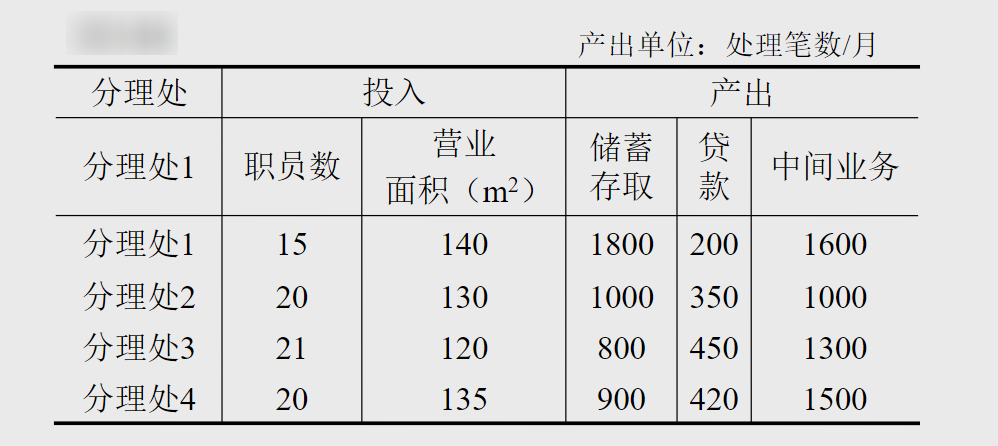 产出单位：处理笔数/月
分理处 投入 产出
分理处1 职员数 营业面积（m²） 储蓄存取 贷款 中间业务
分理处1 15 140 1800 200 1600
分理处2 20 130 1000 350 1000
分理处3 21 120 800 450 1300
分理处4 20 135 900 420 1500